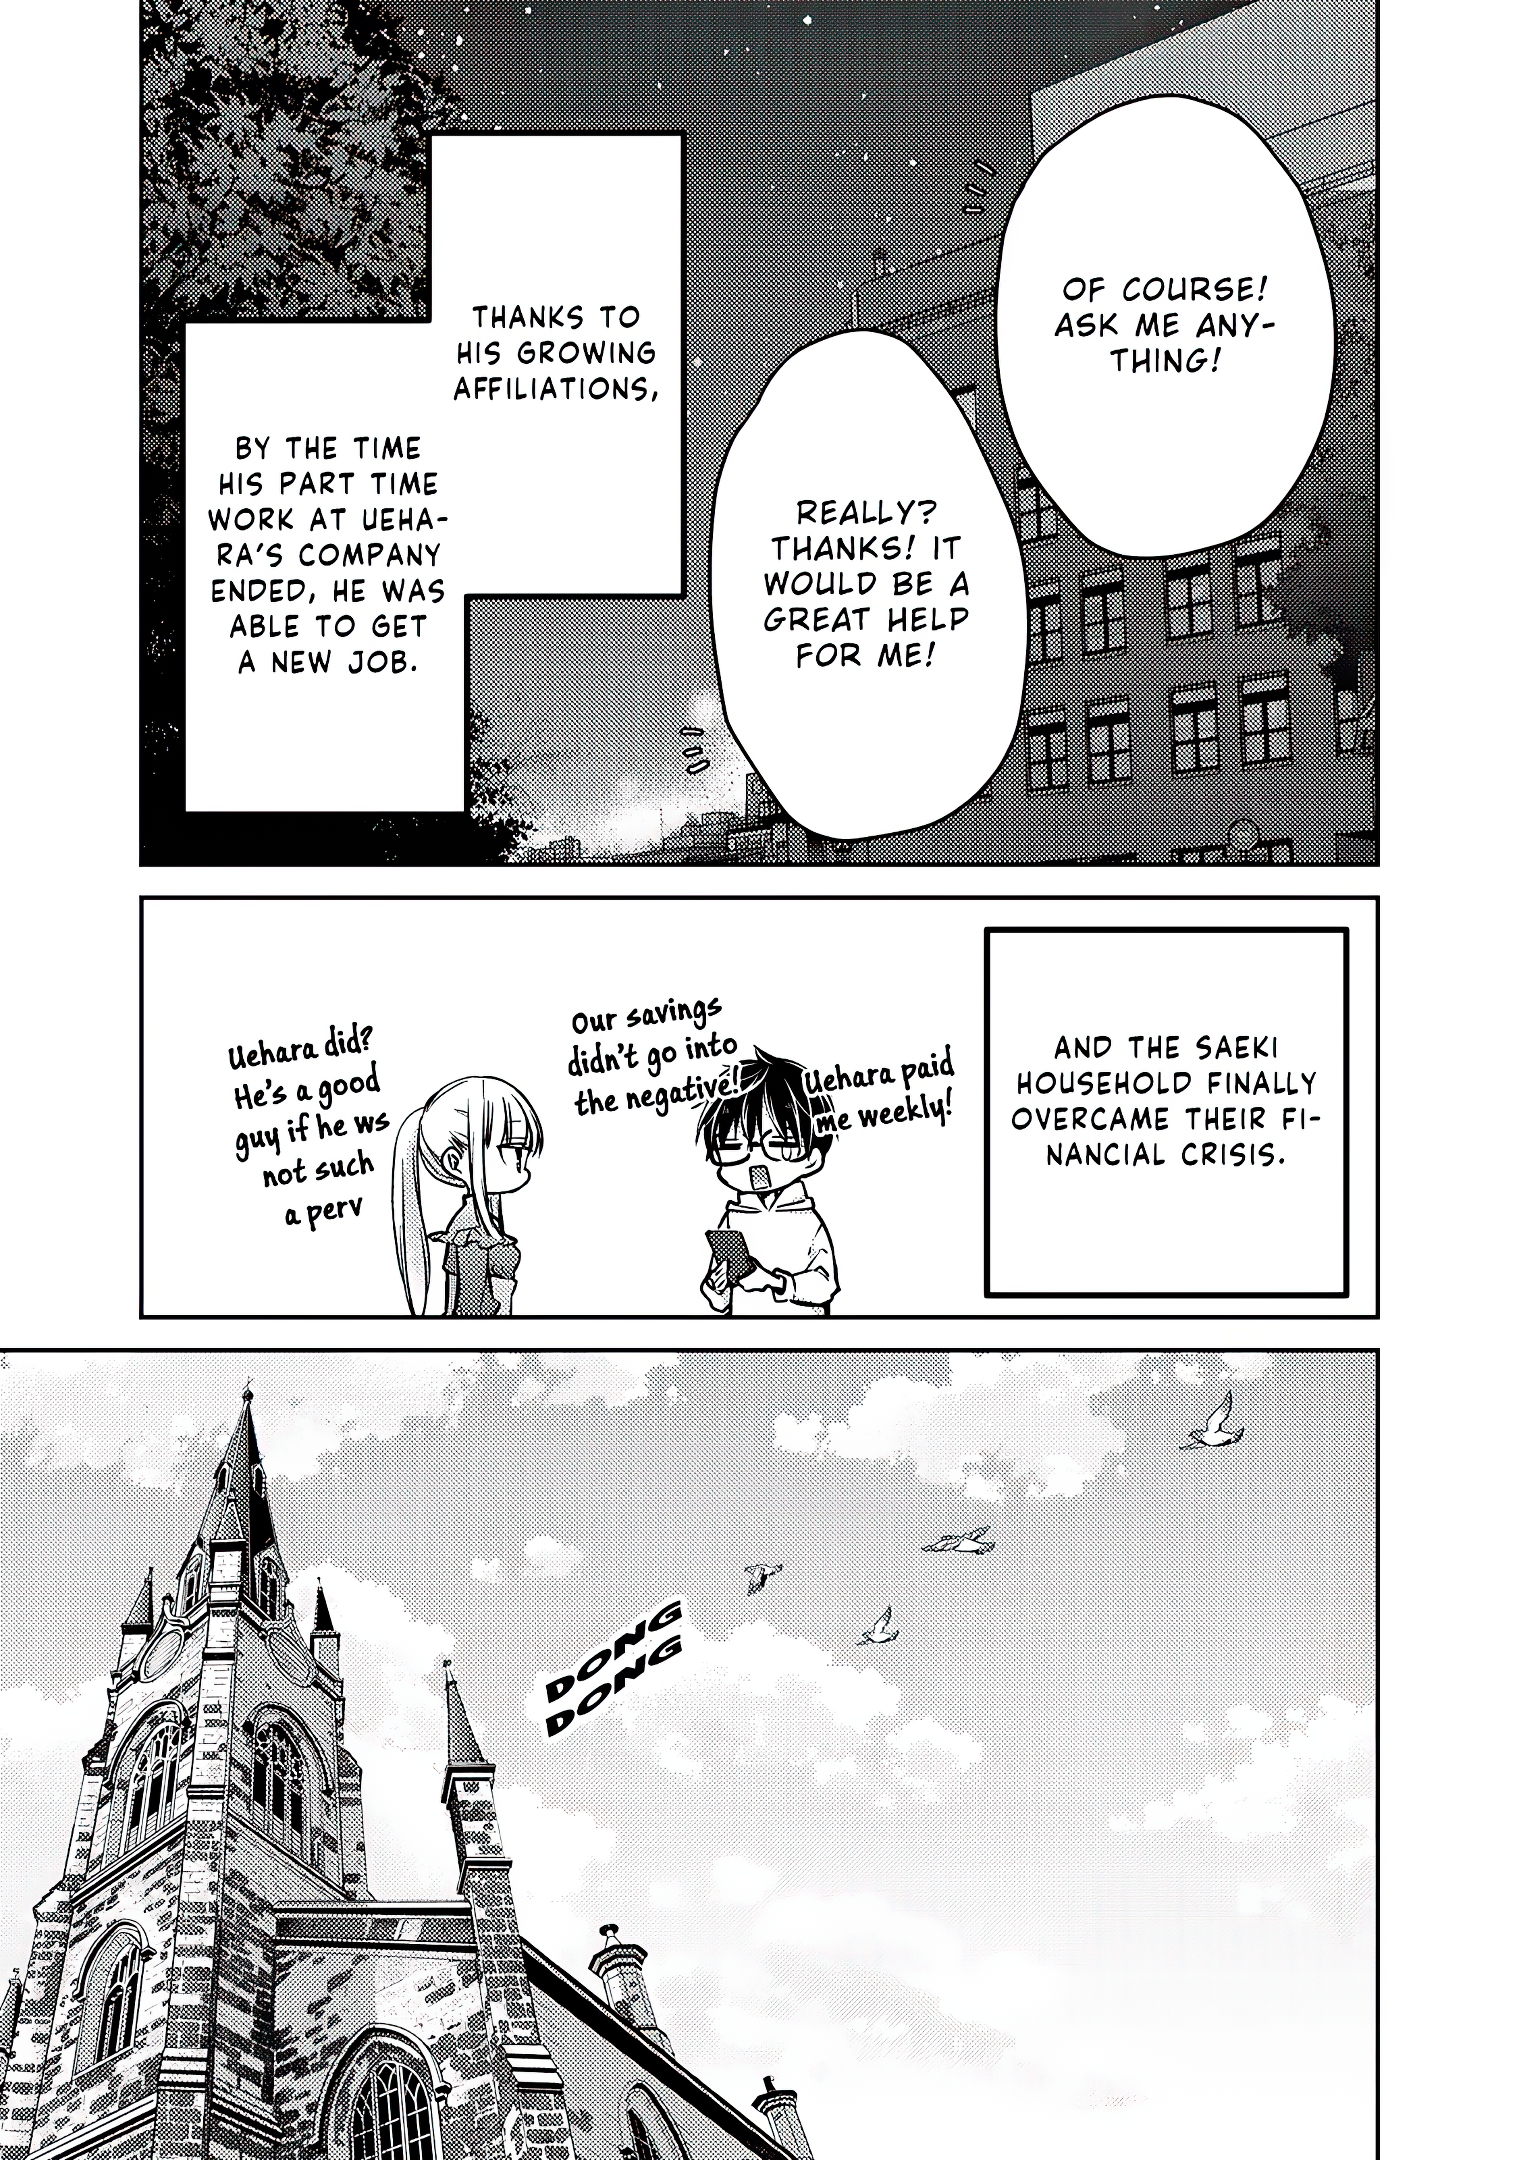 OF COURSE!
ASK ME ANY-
THING!
REALLY?
THANKS! IT
WOULD BE A
GREAT HELP
FOR ME!
THANKS TO
HIS GROWING
AFFILIATIONS,
BY THE TIME
HIS PART TIME
WORK AT UEHA-
RA'S COMPANY
ENDED, HE WAS
ABLE TO GET
A NEW JOB.
AND THE SAEKI
HOUSEHOLD FINALLY
OVERCAME THEIR FI-
NANCIAL CRISIS.
Uehara paid
me weekly!
Our savings
didn't go into
the negative!
Uehara did?
He's a good
guy if he ws
not such
a perv
DONG
DONG